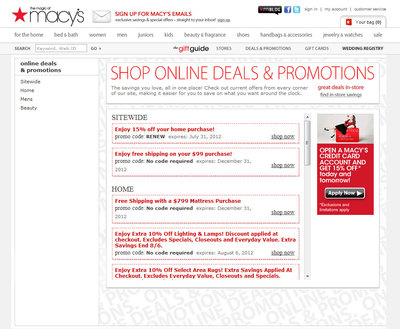 the magic of
macy's
SIGN UP FOR MACY'S EMAILS
exclusive savings & special offers - straight to your inbox! sign up
BLOG
sign in | my account | customer service
Your bag (0)
for the home bed & bath women men juniors kids beauty & fragrance shoes handbags & accessories jewelry & watches sale
SEARCH Keyword, Web ID the giftguide STORES DEALS & PROMOTIONS GIFT CARDS WEDDING REGISTRY
online deals
& promotions
Sitewide
Home
Mens
Beauty
SHOP ONLINE DEALS & PROMOTIONS
The savings you love, all in one place! Check out current offers from every corner
of our site, making it easier for you to save on what you want around the clock.
great deals in-store
find in-store savings
SITEWIDE
Enjoy 15% off your home purchase!
promo code: RENEW expires: July 31, 2012 shop now
Enjoy free shipping on your $99 purchase!
promo code: No code required expires: December 31,
2012 shop now
HOME
Free Shipping with a $799 Mattress Purchase
promo code: No code required expires: December 31,
2012 shop now
Enjoy Extra 10% Off Lighting & Lamps! Discount applied at
checkout. Excludes Specials, Closeouts and Everyday Value. Extra
Savings End 8/6.
promo code: No code required expires: August 6, 2012 shop now
Enjoy Extra 10% Off Select Area Rugs! Extra Savings Applied At
Checkout. Excludes Everyday Value, Closeouts and Specials.
OPEN A MACY'S
CREDIT CARD
ACCOUNT AND
GET 15% OFF*
today and
tomorrow!
Apply Now
*Exclusions and
limitations apply